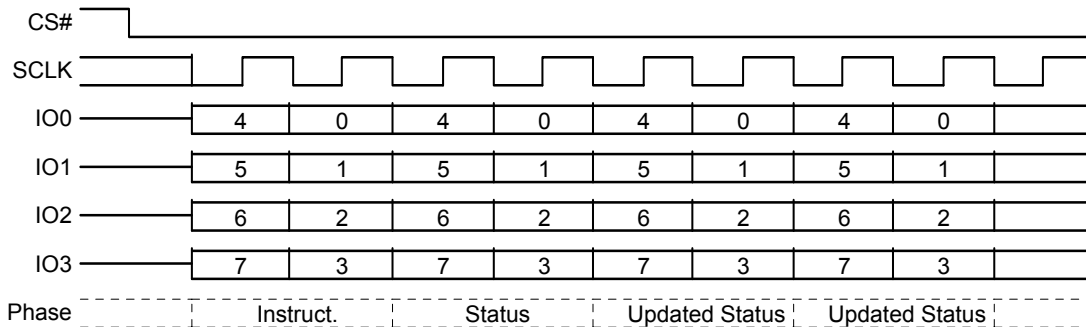 CS#
SCLK
IO0 4 0 4 0 4 0 4 0
IO1 5 1 5 1 5 1 5 1
IO2 6 2 6 2 6 2 6 2
IO3 7 3 7 3 7 3 7 3
Phase Instruct. Status Updated Status Updated Status